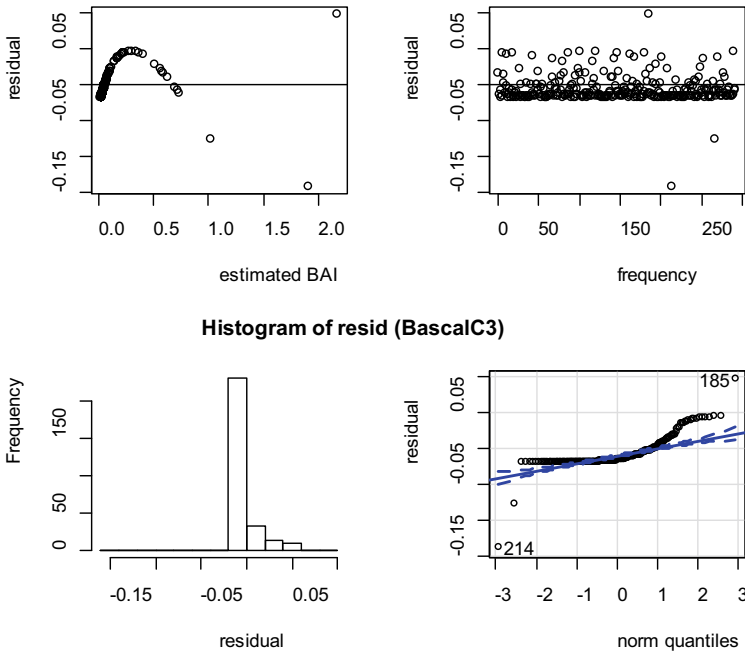 residual
0.05
-0.05
-0.15
0.0 0.5 1.0 1.5 2.0
estimated BAI
residual
0.05
-0.05
-0.15
0 50 150 250
frequency
Histogram of resid (BascalC3)
Frequency
150
50
0
-0.15 -0.05 0.05
residual
residual
0.05
-0.05
-0.15
185
214
-3 -2 -1 0 1 2 3
norm quantiles